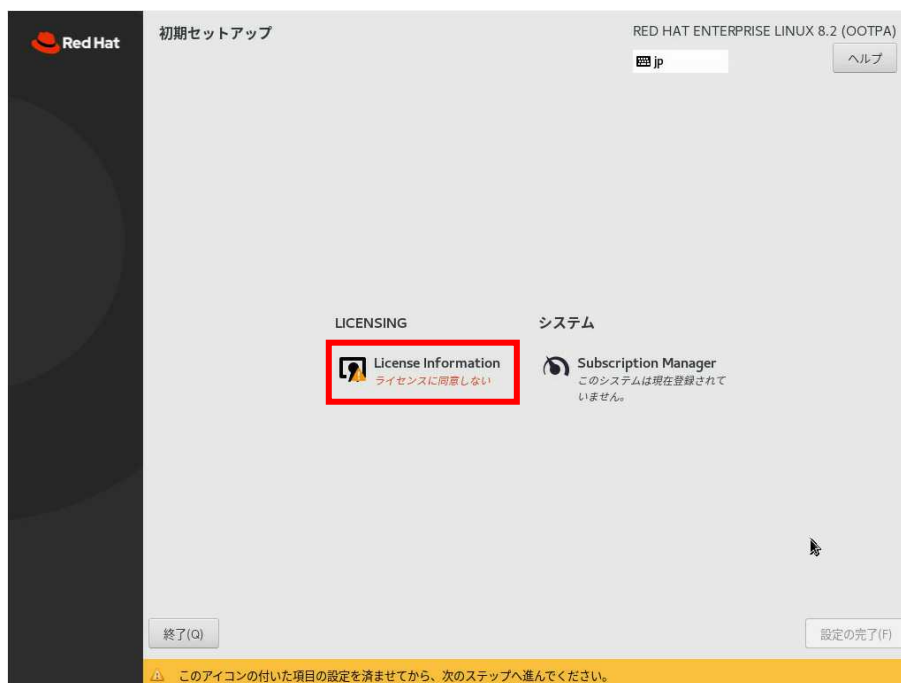 Red Hat
初期セットアップ
RED HAT ENTERPRISE LINUX 8.2 (OOTPA)
jp
ヘルプ
LICENSING
License Information
ライセンスに同意しない
システム
Subscription Manager
このシステムは現在登録されて
いません。
終了(Q)
設定の完了(F)
このアイコンの付いた項目の設定を済ませてから、次のステップへ進んでください。